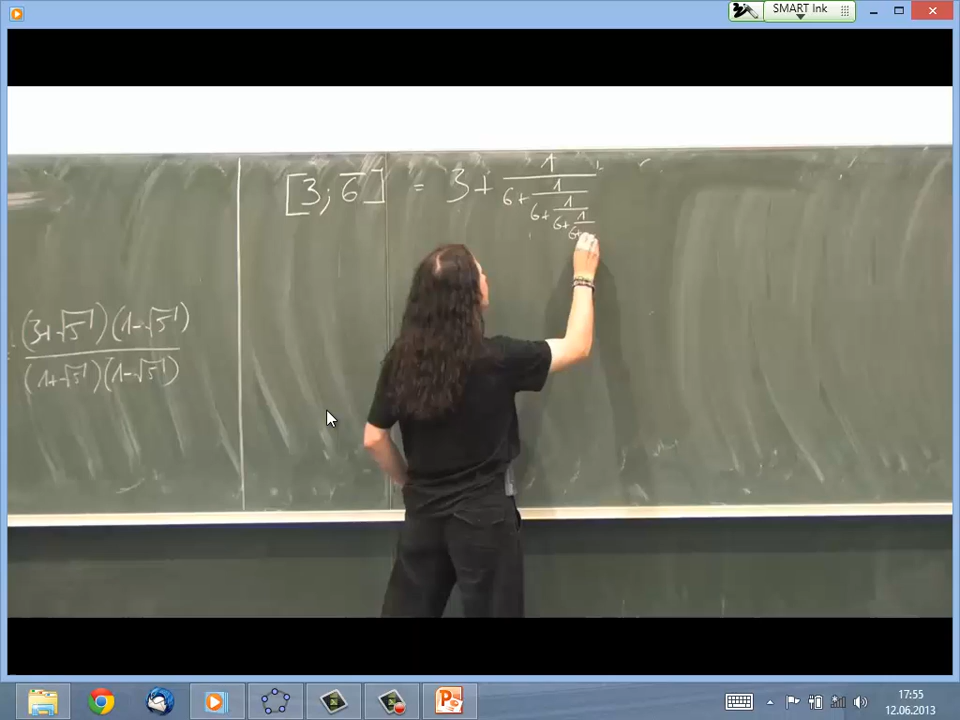 SMART Ink
[3; 6̅] = 3 + 1/(6 + 1/(6 + 1/(6 + 1/(6 +
(3+√5)(1-√5)
(1+√5)(1-√5)
17:55
12.06.2013